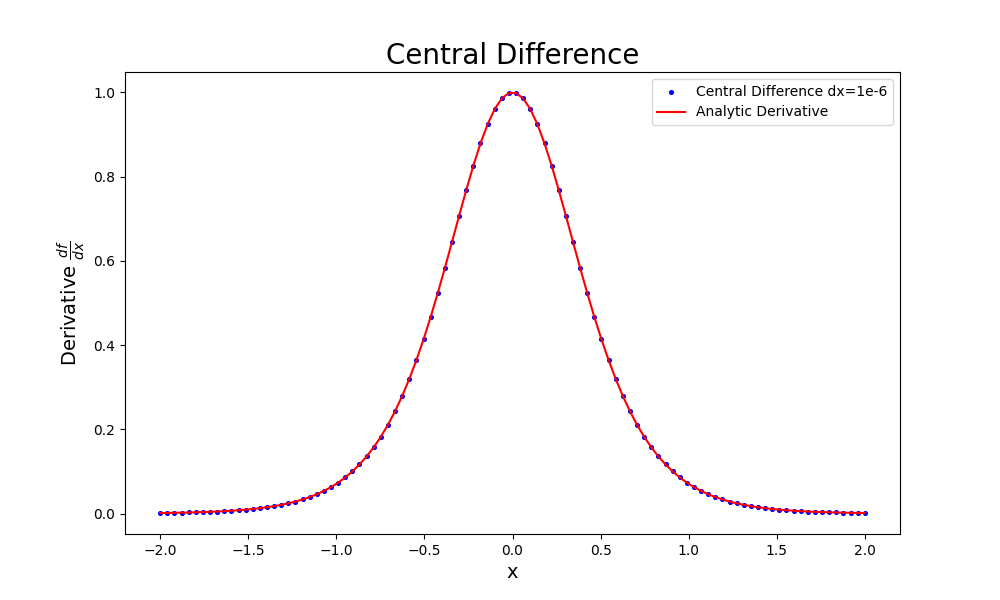 Central Difference
Central Difference dx=1e-6
Analytic Derivative
Derivative df/dx
1.0
0.8
0.6
0.4
0.2
0.0
−2.0 −1.5 −1.0 −0.5 0.0 0.5 1.0 1.5 2.0
x